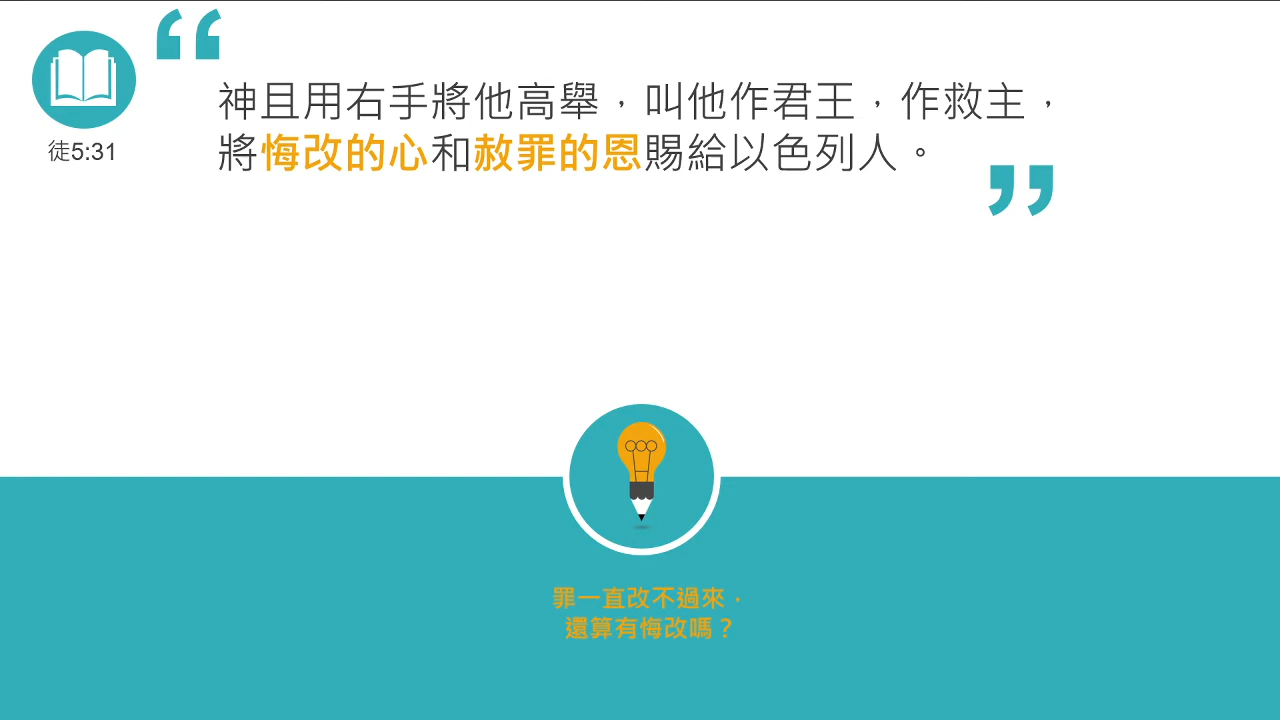 神且用右手將他高舉，叫他作君王，作救主，
將悔改的心和赦罪的恩賜給以色列人。
徒5:31
罪一直改不過來，
還算有悔改嗎？